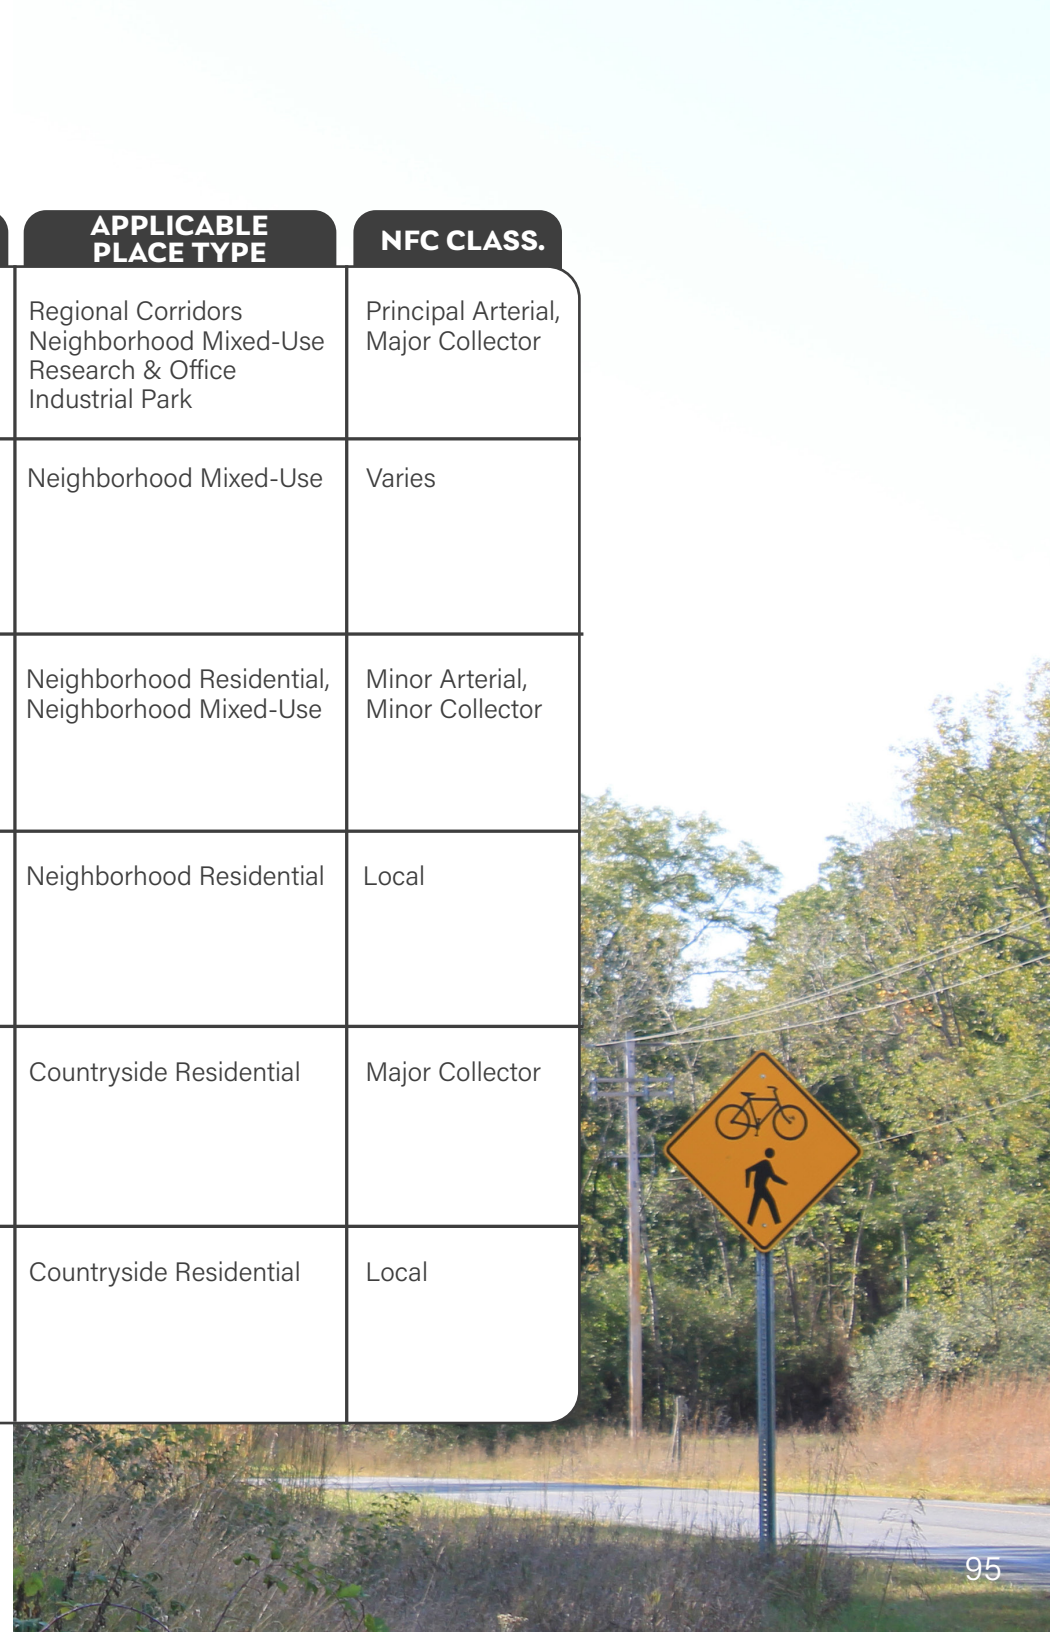 APPLICABLE
PLACE TYPE
NFC CLASS.
Regional Corridors
Neighborhood Mixed-Use
Research & Office
Industrial Park
Principal Arterial,
Major Collector
Neighborhood Mixed-Use
Varies
Neighborhood Residential,
Neighborhood Mixed-Use
Minor Arterial,
Minor Collector
Neighborhood Residential
Local
Countryside Residential
Major Collector
Countryside Residential
Local
95